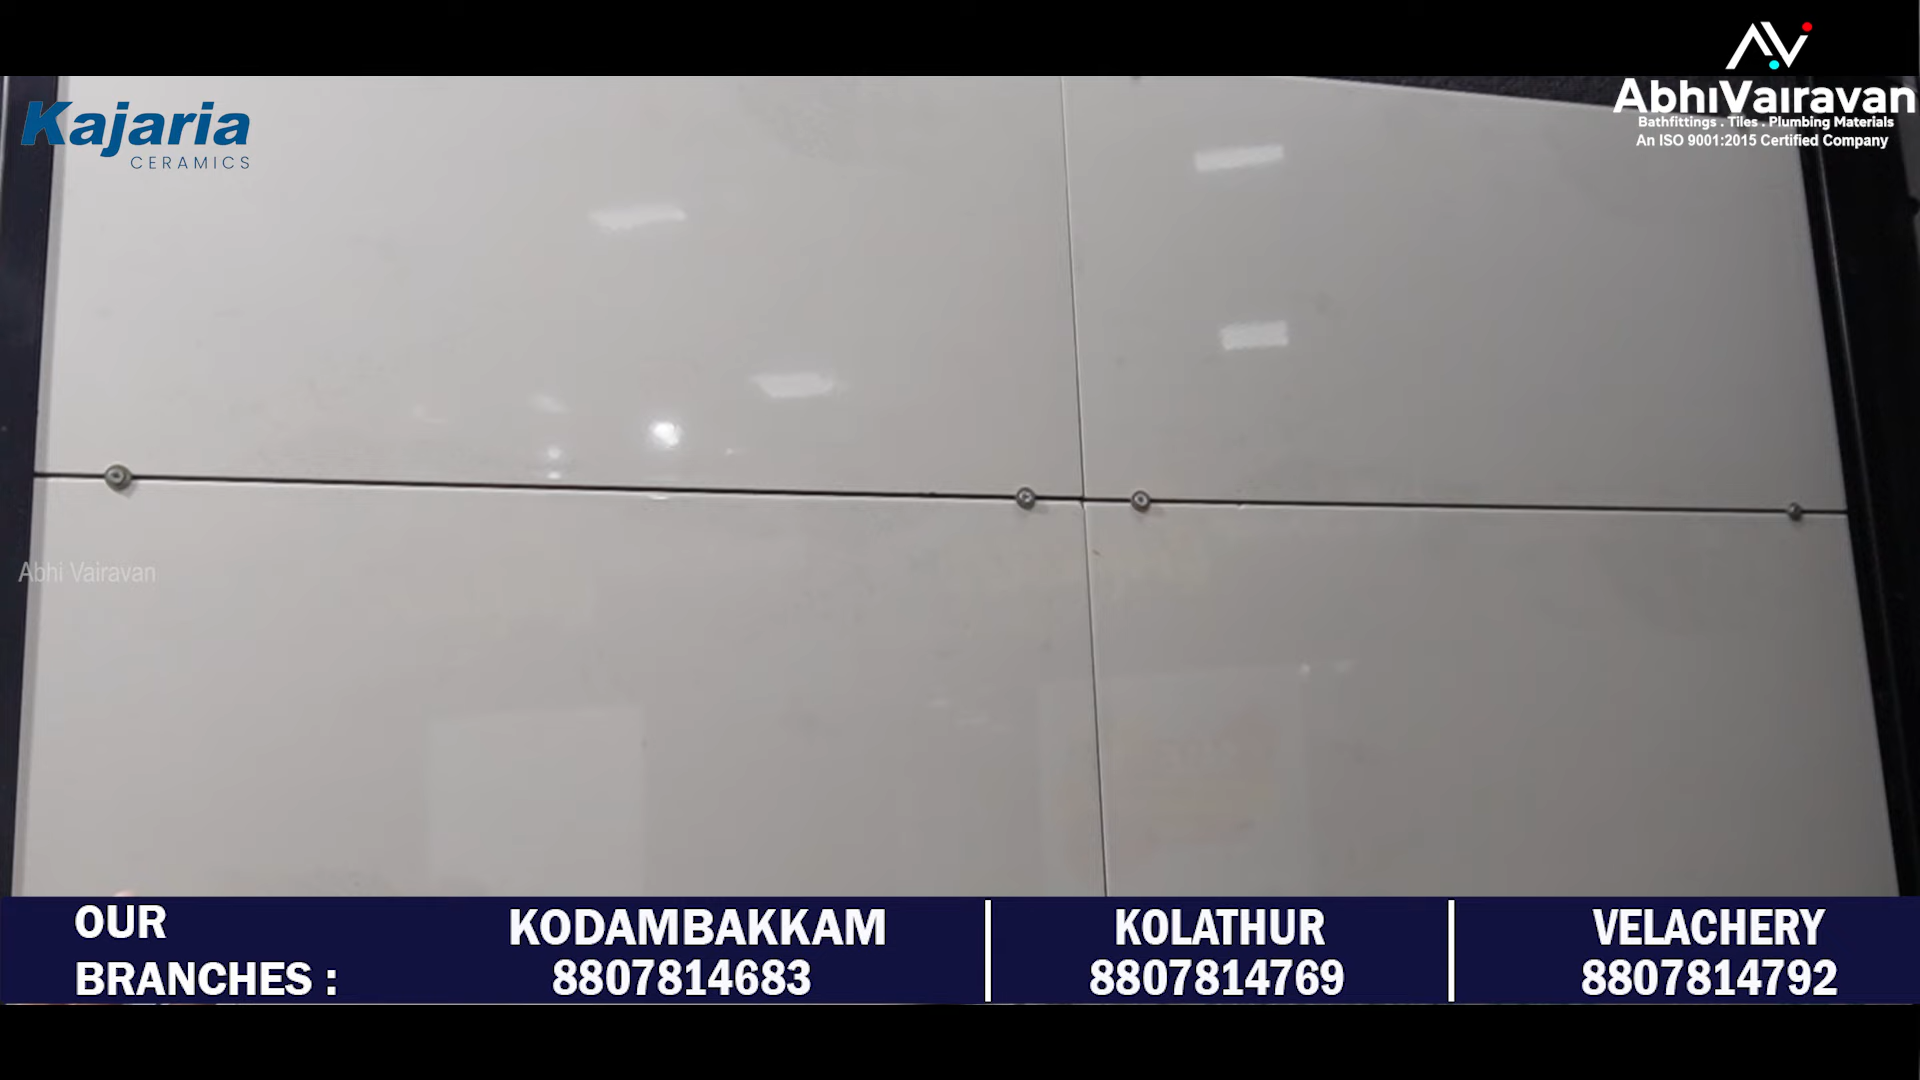 AbhiVairavan
Bathfittings . Tiles . Plumbing Materials
An ISO 9001:2015 Certified Company
Kajaria
CERAMICS
Abhi Vairavan
OUR
BRANCHES :
KODAMBAKKAM
8807814683
KOLATHUR
8807814769
VELACHERY
8807814792